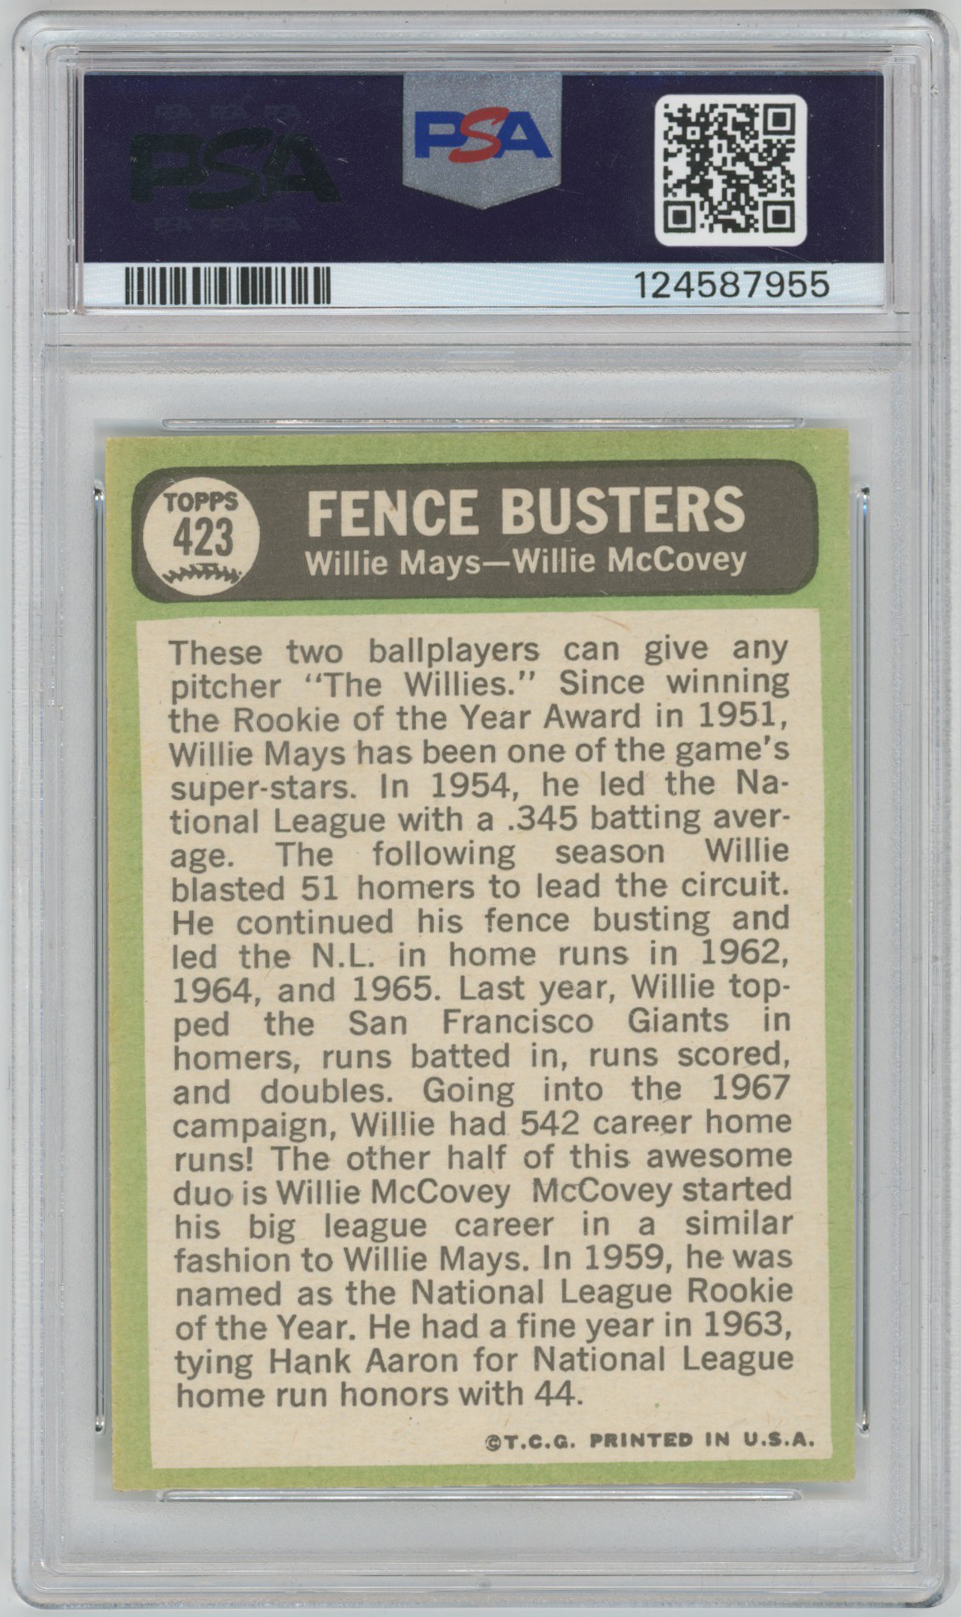 PSA
PSA
124587955
TOPPS
423
FENCE BUSTERS
Willie Mays—Willie McCovey
These two ballplayers can give any
pitcher “The Willies.” Since winning
the Rookie of the Year Award in 1951,
Willie Mays has been one of the game's
super-stars. In 1954, he led the Na-
tional League with a .345 batting aver-
age. The following season Willie
blasted 51 homers to lead the circuit.
He continued his fence busting and
led the N.L. in home runs in 1962,
1964, and 1965. Last year, Willie top-
ped the San Francisco Giants in
homers, runs batted in, runs scored,
and doubles. Going into the 1967
campaign, Willie had 542 career home
runs! The other half of this awesome
duo is Willie McCovey McCovey started
his big league career in a similar
fashion to Willie Mays. In 1959, he was
named as the National League Rookie
of the Year. He had a fine year in 1963,
tying Hank Aaron for National League
home run honors with 44.
©T.C.G. PRINTED IN U.S.A.